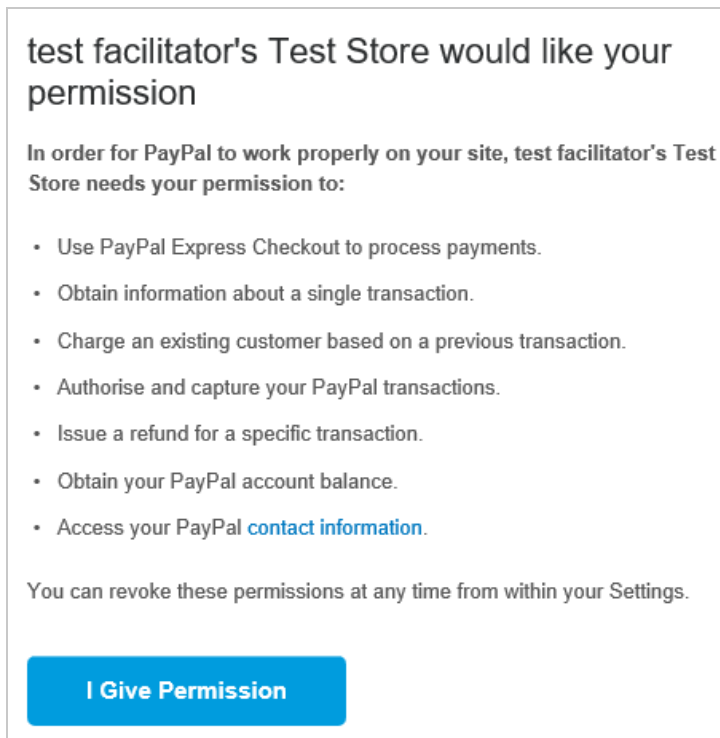 test facilitator's Test Store would like your
permission
In order for PayPal to work properly on your site, test facilitator's Test
Store needs your permission to:
• Use PayPal Express Checkout to process payments.
• Obtain information about a single transaction.
• Charge an existing customer based on a previous transaction.
• Authorise and capture your PayPal transactions.
• Issue a refund for a specific transaction.
• Obtain your PayPal account balance.
• Access your PayPal contact information.
You can revoke these permissions at any time from within your Settings.
I Give Permission